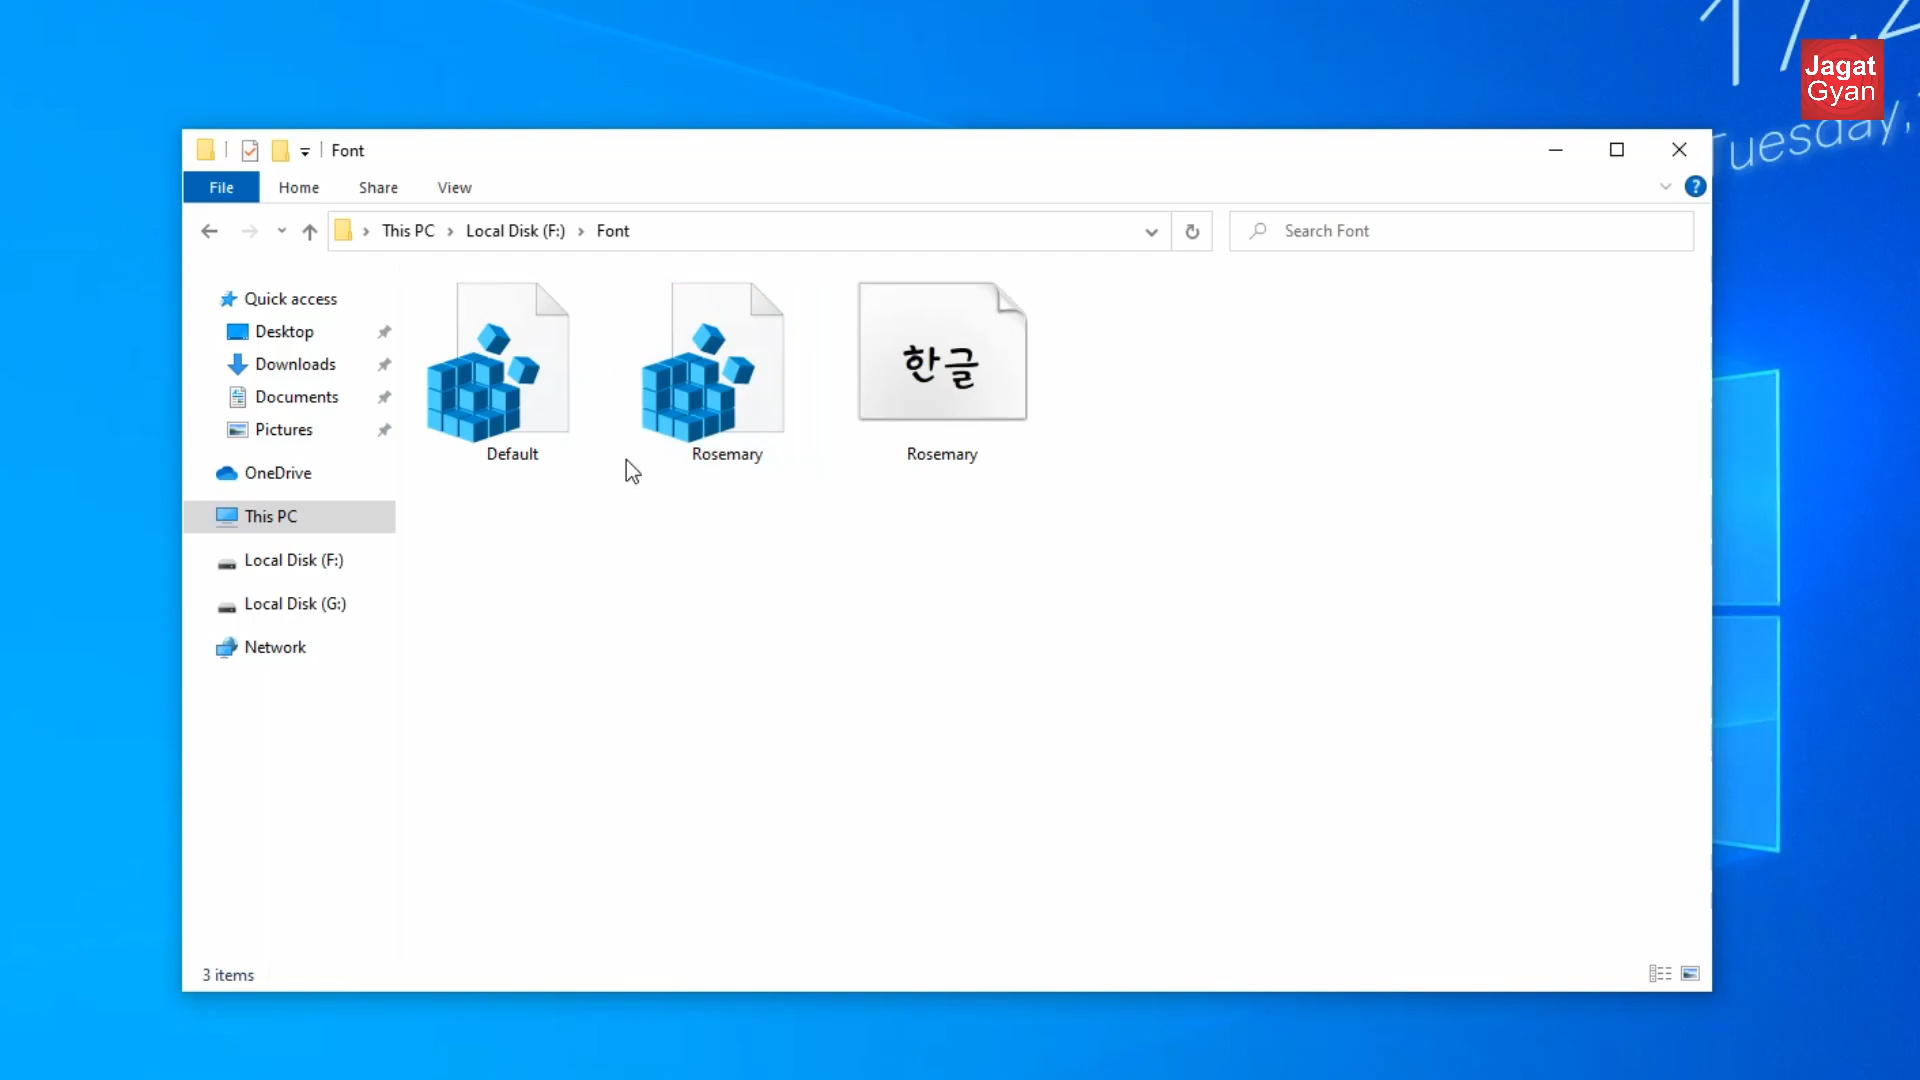 Jagat
Gyan
Tuesday,
Font
File
Home
Share
View
?
This PC
Local Disk (F:)
Font
Search Font
Quick access
Desktop
Downloads
Documents
Pictures
OneDrive
This PC
Local Disk (F:)
Local Disk (G:)
Network
한글
Default
Rosemary
Rosemary
3 items